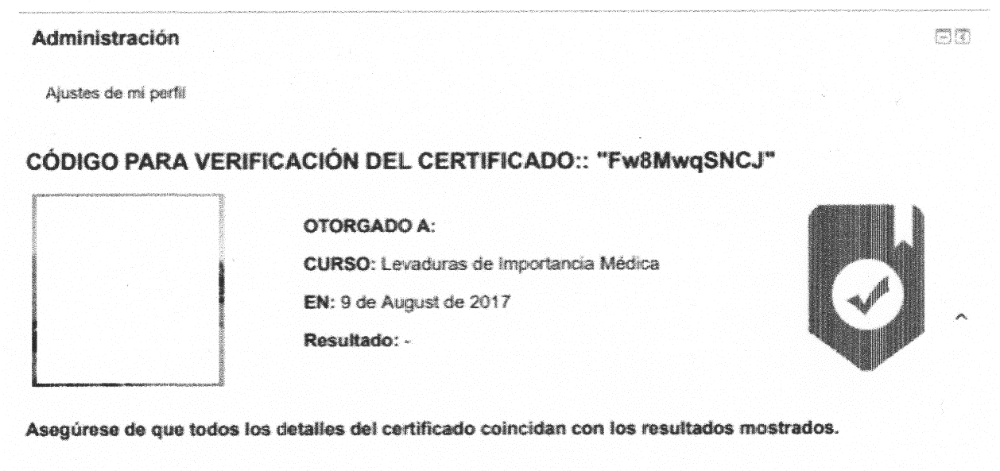 Administración
Ajustes de mi perfil
CÓDIGO PARA VERIFICACIÓN DEL CERTIFICADO:: "Fw8MwqSNCJ"
OTORGADO A:
CURSO: Levaduras de Importancia Médica
EN: 9 de August de 2017
Resultado: -
Asegúrese de que todos los detalles del certificado coincidan con los resultados mostrados.